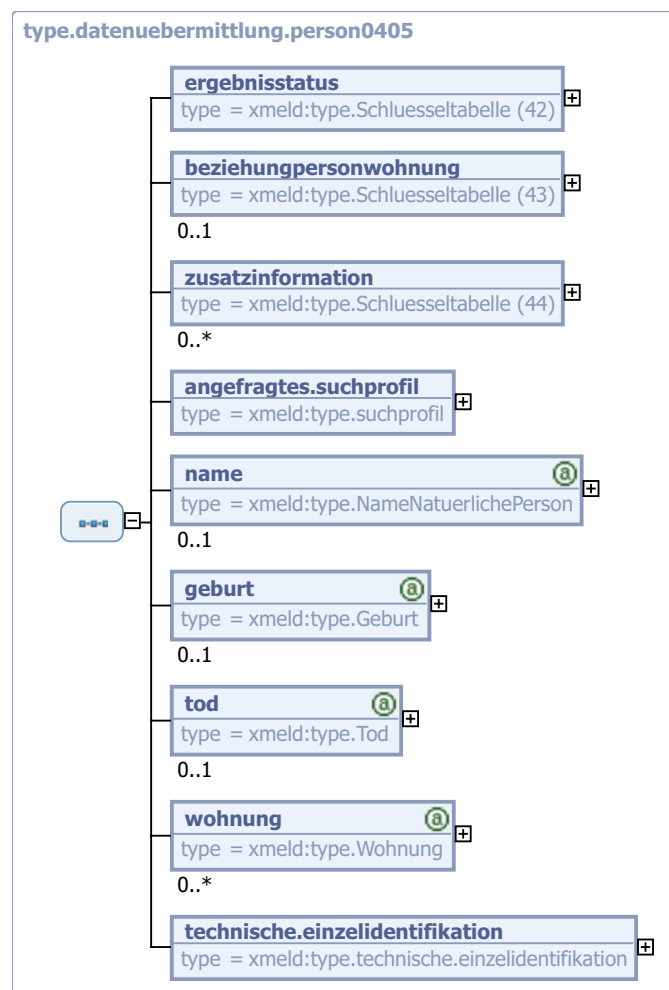 type.datenuebermittlung.person0405
ergebnisstatus
type = xmeld:type.Schluesseltabelle (42)
beziehungpersonwohnung
type = xmeld:type.Schluesseltabelle (43)
0..1
zusatzinformation
type = xmeld:type.Schluesseltabelle (44)
0..*
angefragtes.suchprofil
type = xmeld:type.suchprofil
name
type = xmeld:type.NameNatuerlichePerson
0..1
geburt
type = xmeld:type.Geburt
0..1
tod
type = xmeld:type.Tod
0..1
wohnung
type = xmeld:type.Wohnung
0..*
technische.einzelidentifikation
type = xmeld:type.technische.einzelidentifikation